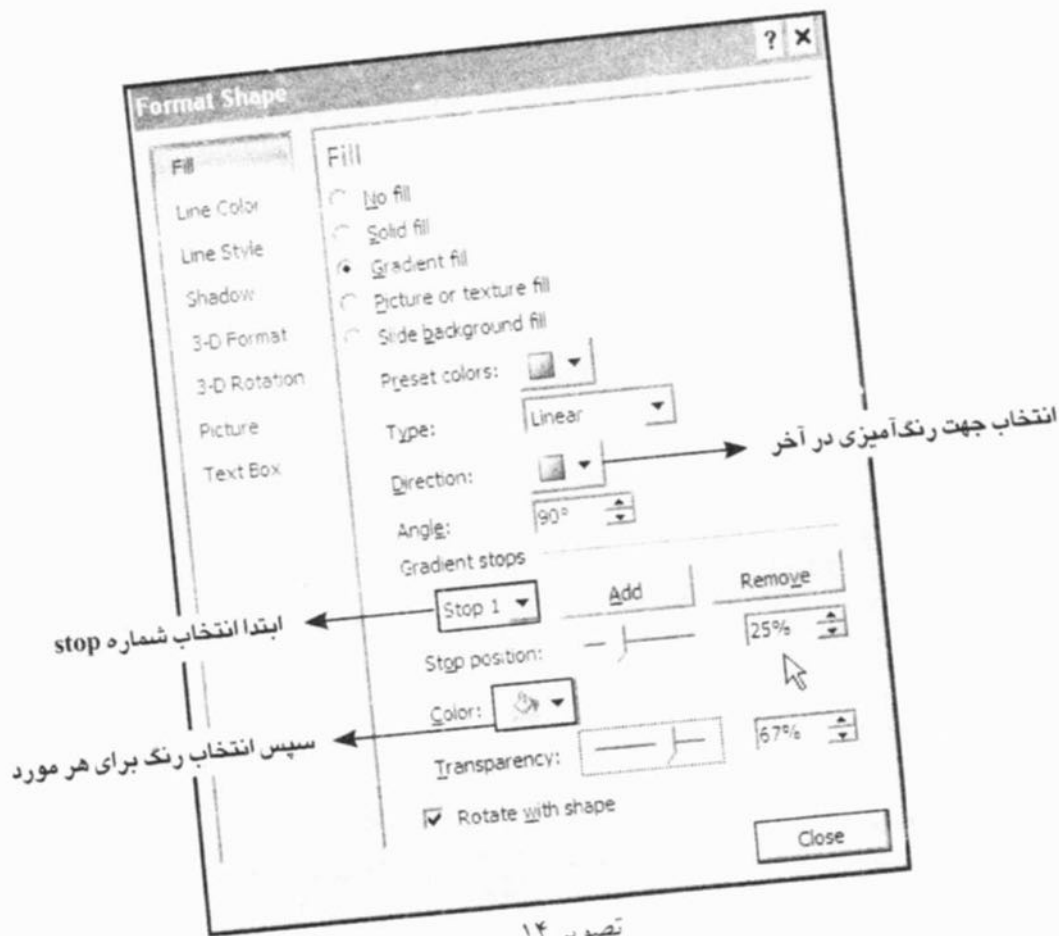 Format Shape
? ×
Fill
Line Color
Line Style
Shadow
3-D Format
3-D Rotation
Picture
Text Box
Fill
No fill
Solid fill
Gradient fill
Picture or texture fill
Slide background fill
Preset colors:
Type: Linear
Direction:
انتخاب جهت رنگ‌آمیزی در آخر
Angle: 90°
Gradient stops
Stop 1 Add Remove
ابتدا انتخاب شماره stop
Stop position: 25%
Color:
سپس انتخاب رنگ برای هر مورد
Transparency: 67%
Rotate with shape
Close
تصویر ۱۴